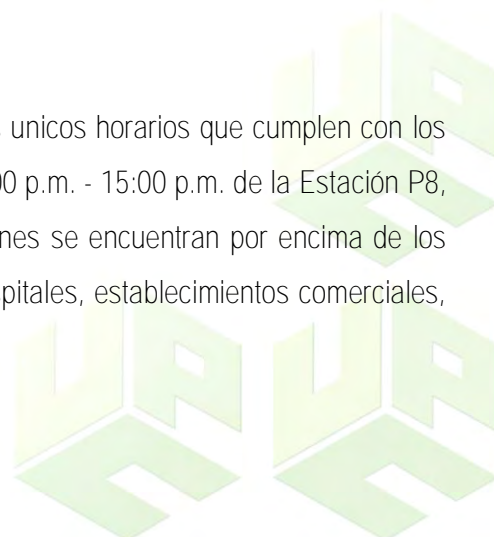 unicos horarios que cumplen con los
00 p.m. - 15:00 p.m. de la Estación P8,
nes se encuentran por encima de los
spitales, establecimientos comerciales,